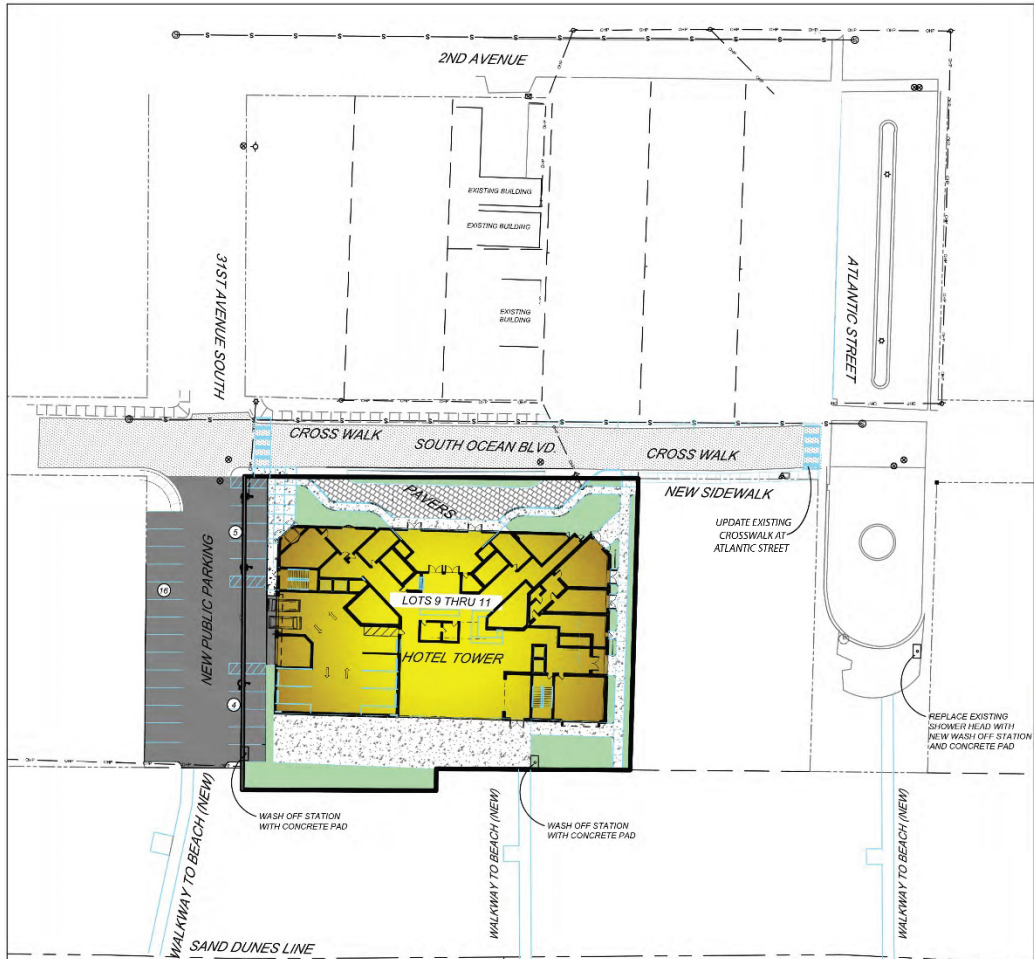 2ND AVENUE
EXISTING BUILDING
EXISTING BUILDING
EXISTING
BUILDING
31ST AVENUE SOUTH
ATLANTIC STREET
CROSS WALK
SOUTH OCEAN BLVD.
CROSS WALK
NEW SIDEWALK
PAVERS
UPDATE EXISTING
CROSSWALK AT
ATLANTIC STREET
5
16
NEW PUBLIC PARKING
LOTS 9 THRU 11
HOTEL TOWER
4
REPLACE EXISTING
SHOWER HEAD WITH
NEW WASH OFF STATION
AND CONCRETE PAD
WASH OFF STATION
WITH CONCRETE PAD
WASH OFF STATION
WITH CONCRETE PAD
WALKWAY TO BEACH (NEW)
WALKWAY TO BEACH (NEW)
WALKWAY TO BEACH (NEW)
SAND DUNES LINE